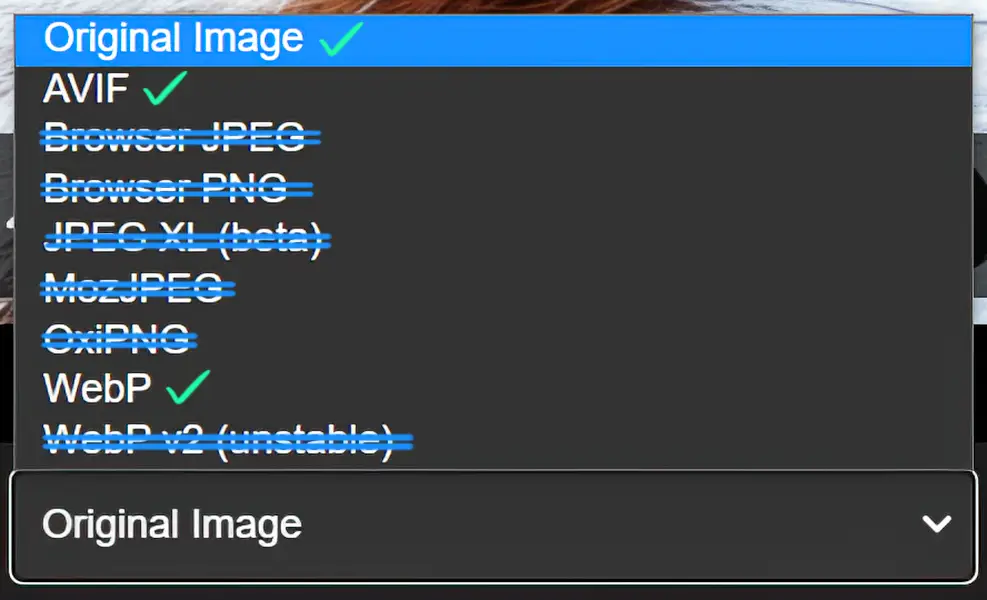 Original Image ✓
AVIF ✓
Browser JPEG
Browser PNG
JPEG XL (beta)
MozJPEG
OxiPNG
WebP ✓
WebP v2 (unstable)
Original Image